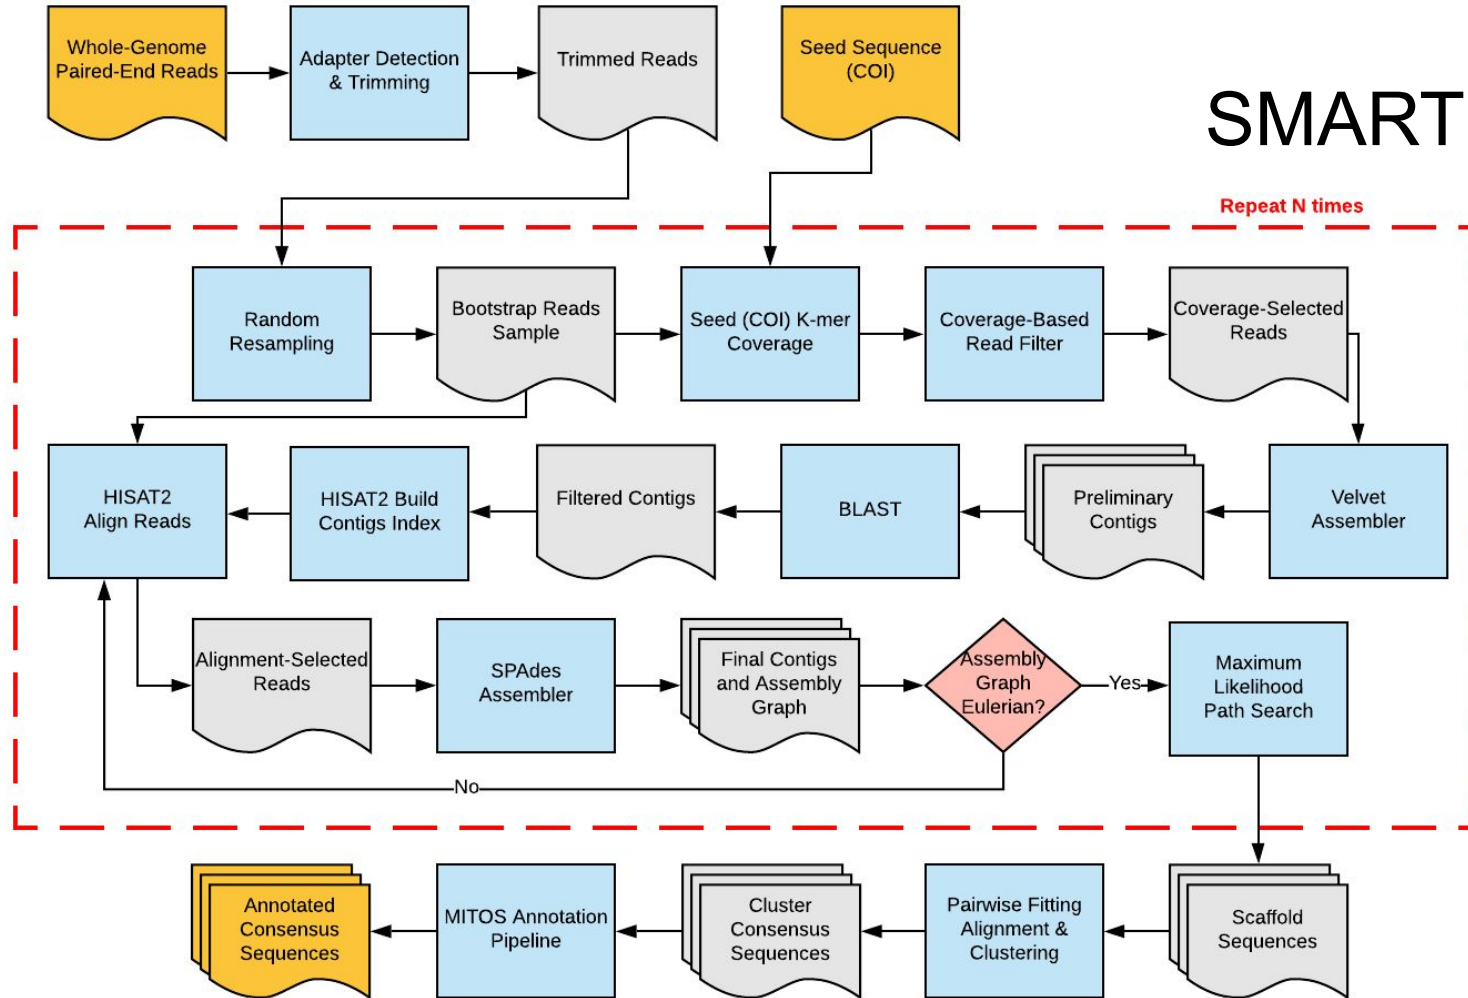 Whole-Genome
Paired-End Reads
Adapter Detection
& Trimming
Trimmed Reads
Seed Sequence
(COI)
SMART
Repeat N times
Random
Resampling
Bootstrap Reads
Sample
Seed (COI) K-mer
Coverage
Coverage-Based
Read Filter
Coverage-Selected
Reads
HISAT2
Align Reads
HISAT2 Build
Contigs Index
Filtered Contigs
BLAST
Preliminary
Contigs
Velvet
Assembler
Alignment-Selected
Reads
SPAdes
Assembler
Final Contigs
and Assembly
Graph
Assembly
Graph
Eulerian?
Yes
Maximum
Likelihood
Path Search
No
Annotated
Consensus
Sequences
MITOS Annotation
Pipeline
Cluster
Consensus
Sequences
Pairwise Fitting
Alignment &
Clustering
Scaffold
Sequences